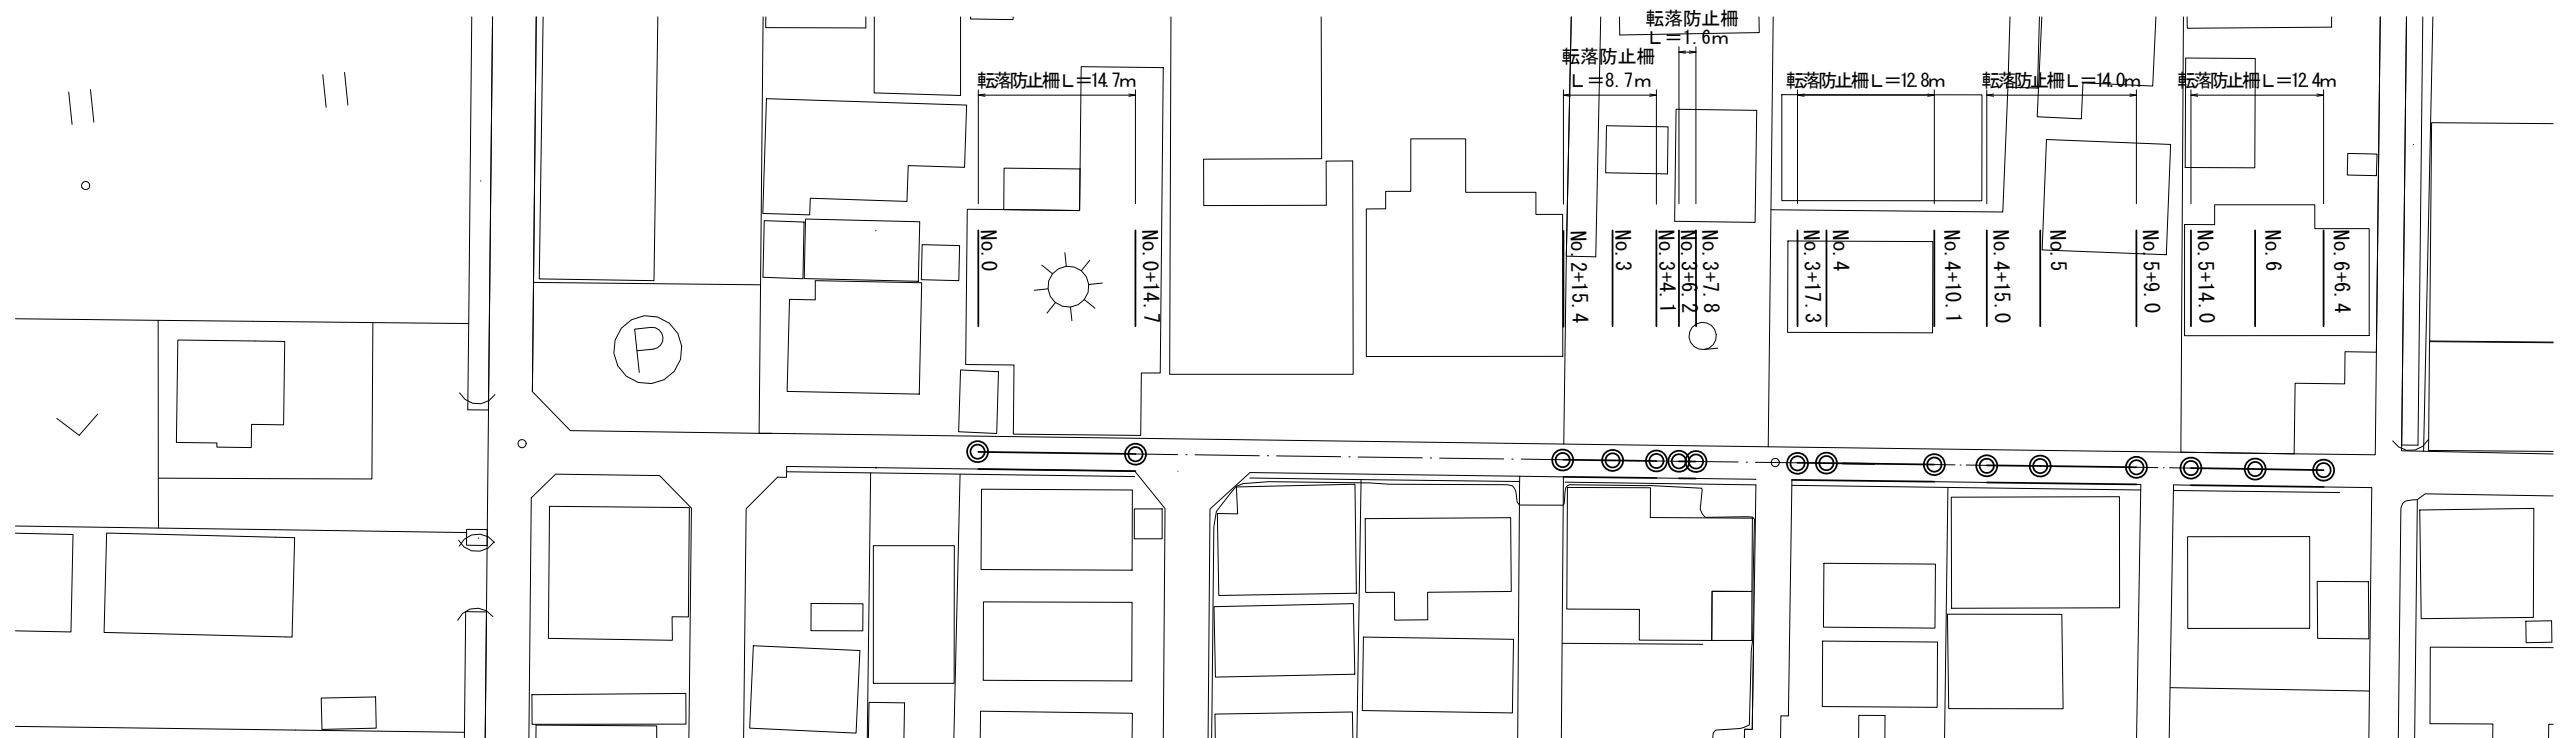 転落防止柵
L=1.6m
転落防止柵
L=8.7m
転落防止柵L=14.7m
転落防止柵L=12.8m
転落防止柵L=14.0m
転落防止柵L=12.4m
No.0
No.0+14.7
No.2+15.4
No.3
No.3+4.1
No.3+6.2
No.3+7.8
No.3+17.3
No.4
No.4+10.1
No.4+15.0
No.5
No.5+9.0
No.5+14.0
No.6
No.6+6.4
P